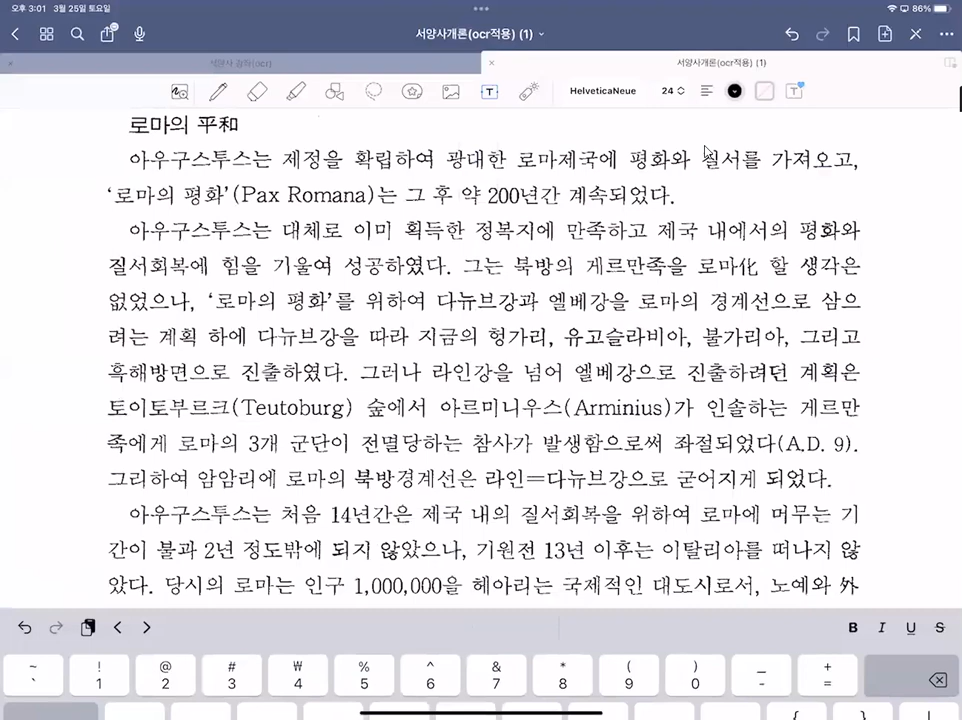 오후 3:01 3월 25일 토요일
86%
서양사개론(ocr적용) (1)
서양사 강좌(ocr)
서양사개론(ocr적용) (1)
HelveticaNeue 24
로마의 平和
아우구스투스는 제정을 확립하여 광대한 로마제국에 평화와 질서를 가져오고,
‘로마의 평화’(Pax Romana)는 그 후 약 200년간 계속되었다.
아우구스투스는 대체로 이미 획득한 정복지에 만족하고 제국 내에서의 평화와
질서회복에 힘을 기울여 성공하였다. 그는 북방의 게르만족을 로마化 할 생각은
없었으나, ‘로마의 평화’를 위하여 다뉴브강과 엘베강을 로마의 경계선으로 삼으
려는 계획 하에 다뉴브강을 따라 지금의 헝가리, 유고슬라비아, 불가리아, 그리고
흑해방면으로 진출하였다. 그러나 라인강을 넘어 엘베강으로 진출하려던 계획은
토이토부르크(Teutoburg) 숲에서 아르미니우스(Arminius)가 인솔하는 게르만
족에게 로마의 3개 군단이 전멸당하는 참사가 발생함으로써 좌절되었다(A.D. 9).
그리하여 암암리에 로마의 북방경계선은 라인=다뉴브강으로 굳어지게 되었다.
아우구스투스는 처음 14년간은 제국 내의 질서회복을 위하여 로마에 머무는 기
간이 불과 2년 정도밖에 되지 않았으나, 기원전 13년 이후는 이탈리아를 떠나지 않
았다. 당시의 로마는 인구 1,000,000을 헤아리는 국제적인 대도시로서, 노예와 外
B I U S
~ ! @ # ₩ % ^ & * ( ) _ +
` 1 2 3 4 5 6 7 8 9 0 - =
{ } |